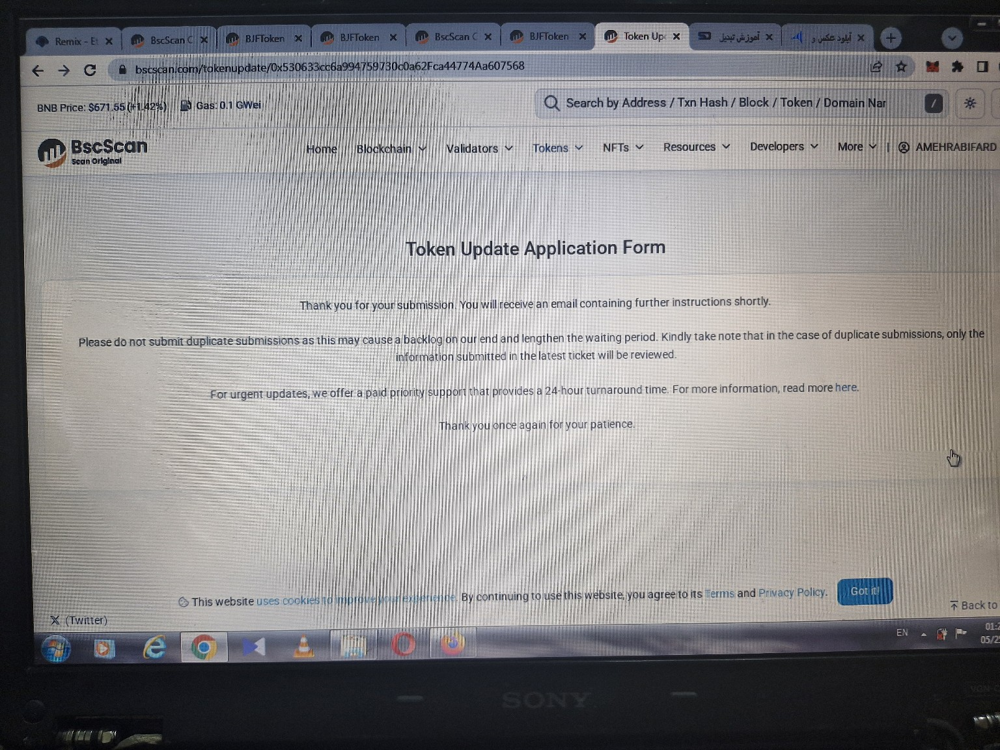 Remix - Et
BscScan C
BJFToken
BJFToken
BscScan C
BJFToken
Token Upd
آموزش تبدیل
آپلود عکس و
bscscan.com/tokenupdate/0x530633cc6a994759730c0a62Fca44774Aa607568
BNB Price: $671.55 (+1.42%) Gas: 0.1 GWei
Search by Address / Txn Hash / Block / Token / Domain Nar
/
BscScan
Scan Original
Home Blockchain Validators Tokens NFTs Resources Developers More | AMEHRABIFARD
Token Update Application Form
Thank you for your submission. You will receive an email containing further instructions shortly.
Please do not submit duplicate submissions as this may cause a backlog on our end and lengthen the waiting period. Kindly take note that in the case of duplicate submissions, only the
information submitted in the latest ticket will be reviewed.
For urgent updates, we offer a paid priority support that provides a 24-hour turnaround time. For more information, read more here.
Thank you once again for your patience.
This website uses cookies to improve your experience. By continuing to use this website, you agree to its Terms and Privacy Policy.
Got it!
X (Twitter)
Back to
EN
01:2
05/25
SONY